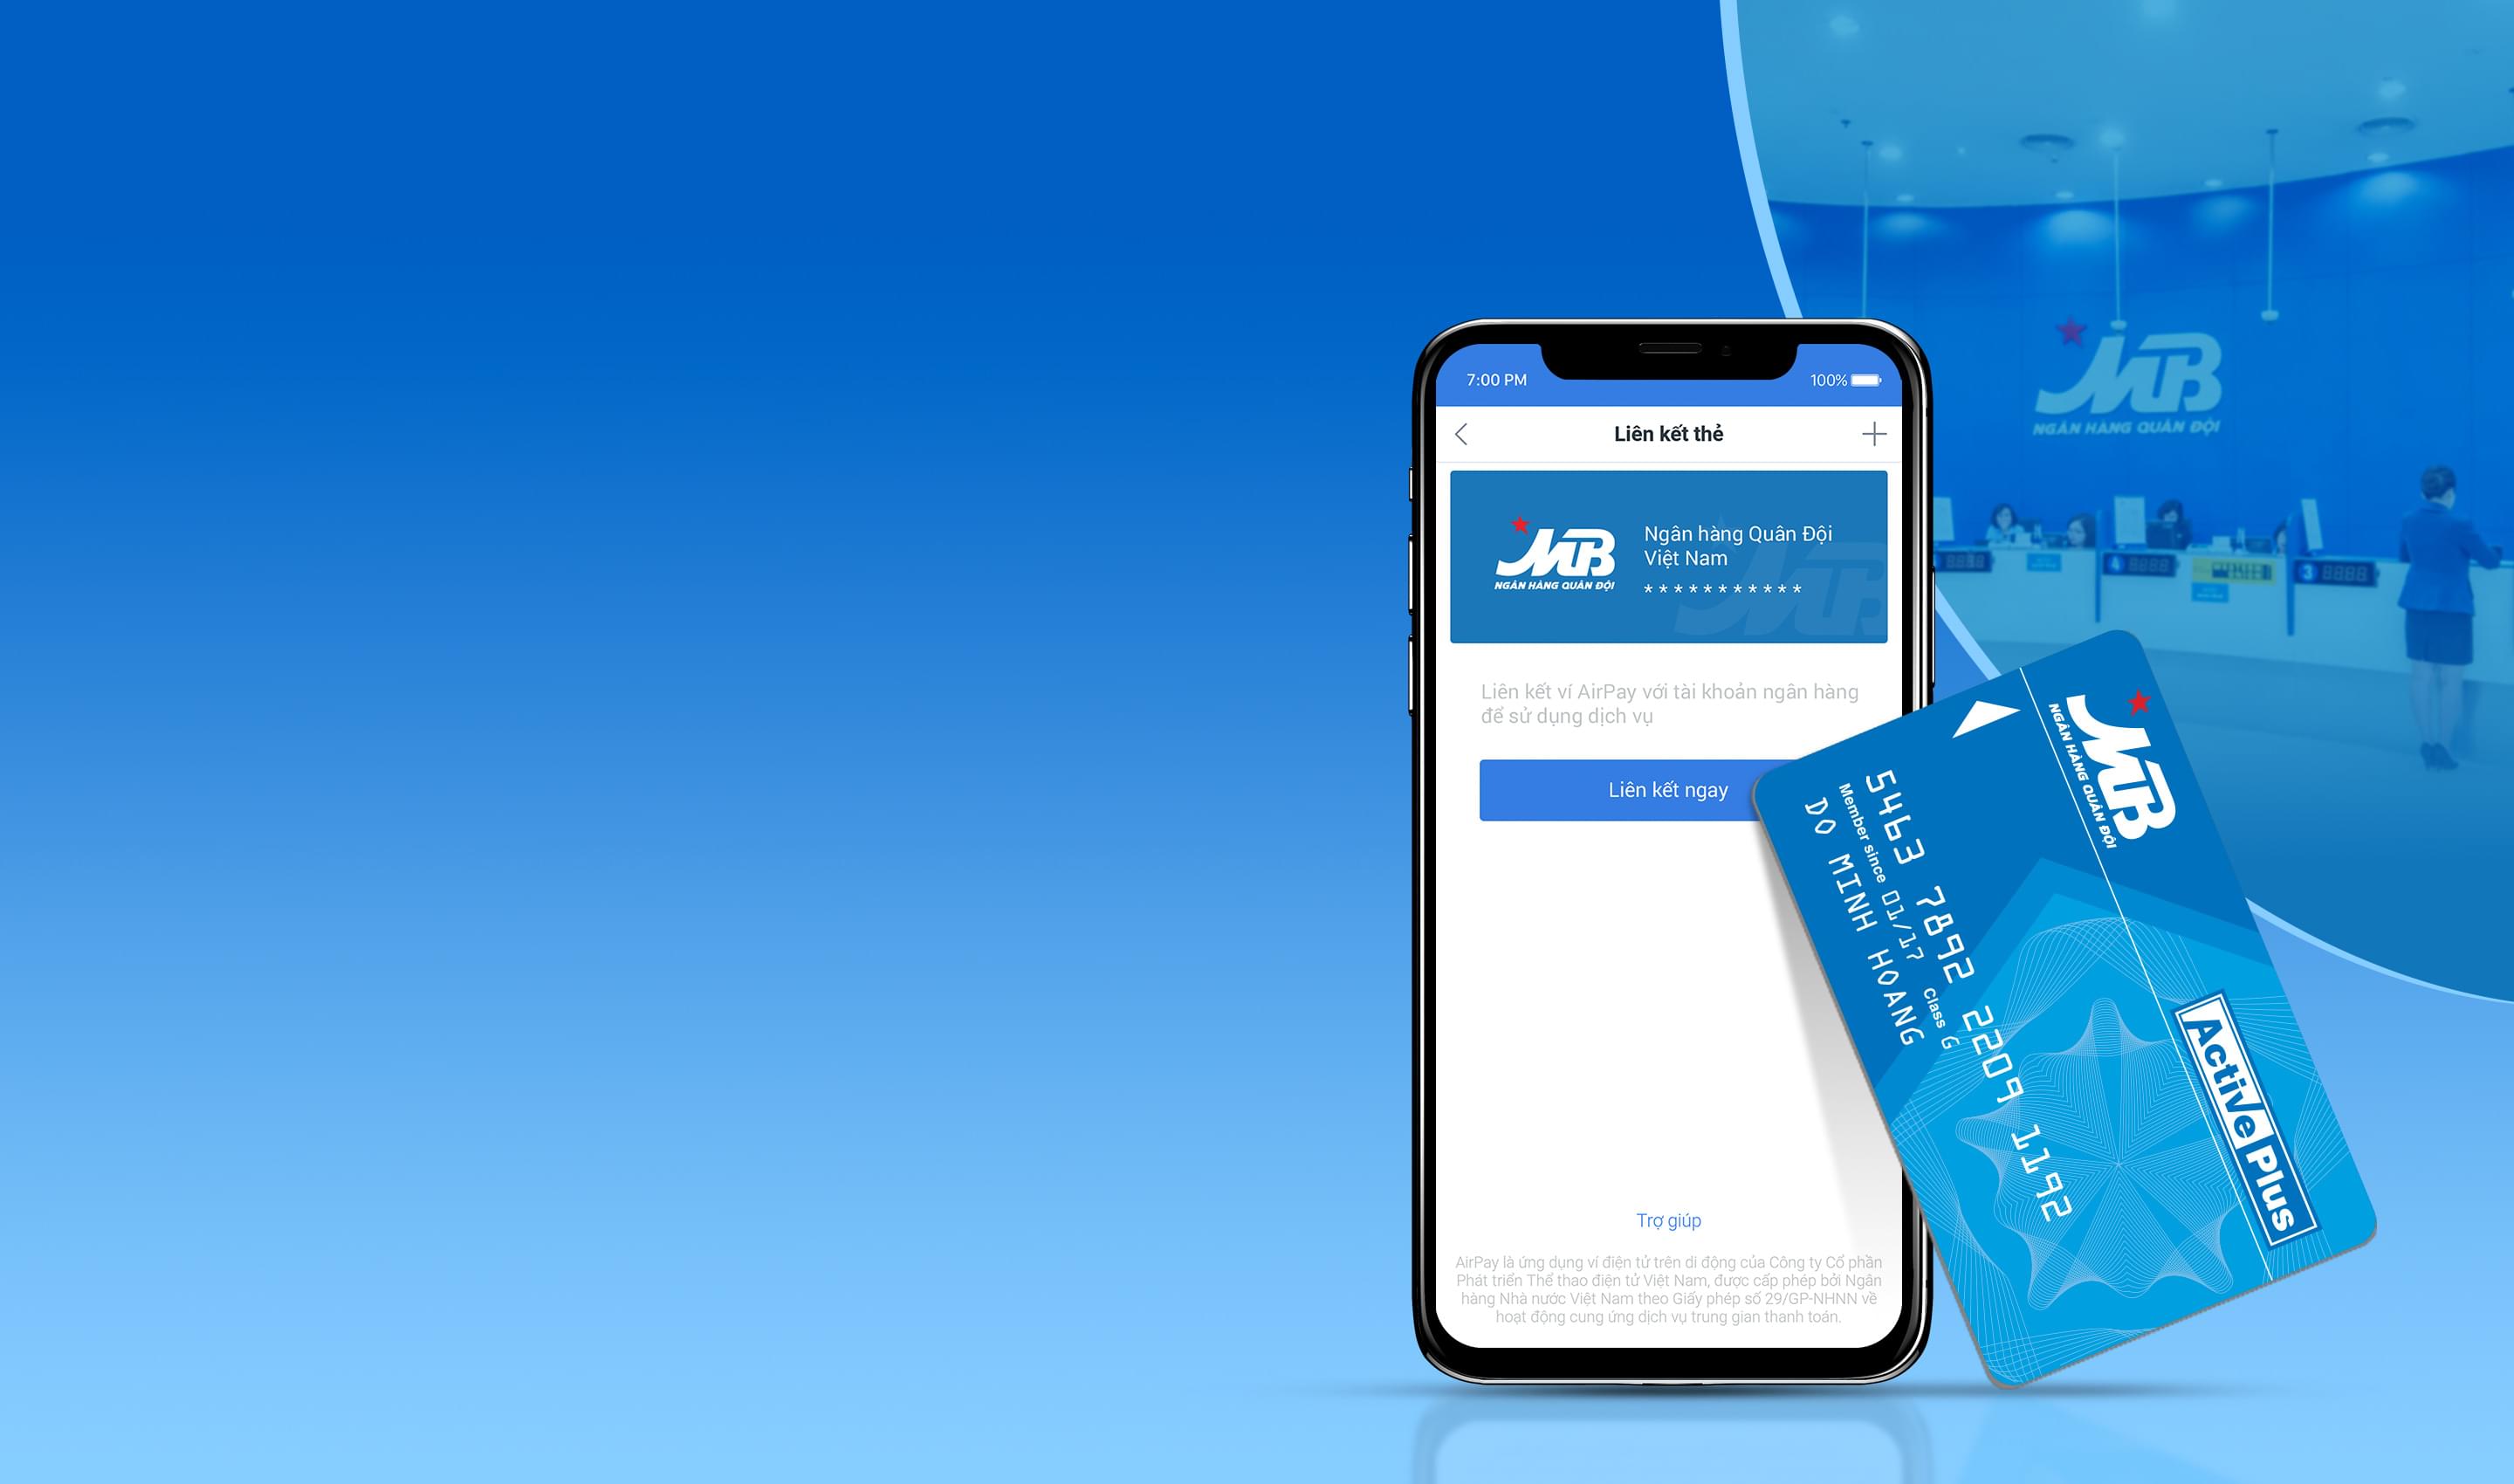 7:00 PM
100%
Liên kết thẻ
MB
NGÂN HÀNG QUÂN ĐỘI
Ngân hàng Quân Đội
Việt Nam
* * * * * * * * * * *
MB
Liên kết ví AirPay với tài khoản ngân hàng
để sử dụng dịch vụ
Liên kết ngay
Trợ giúp
AirPay là ứng dụng ví điện tử trên di động của Công ty Cổ phần
Phát triển Thể thao điện tử Việt Nam, được cấp phép bởi Ngân
hàng Nhà nước Việt Nam theo Giấy phép số 29/GP-NHNN về
hoạt động cung ứng dịch vụ trung gian thanh toán.
MB
NGÂN HÀNG QUÂN ĐỘI
4
3
MB
NGÂN HÀNG QUÂN ĐỘI
Active Plus
5463 7892 2209 1192
Member since 01/17 Class G
DO MINH HOANG